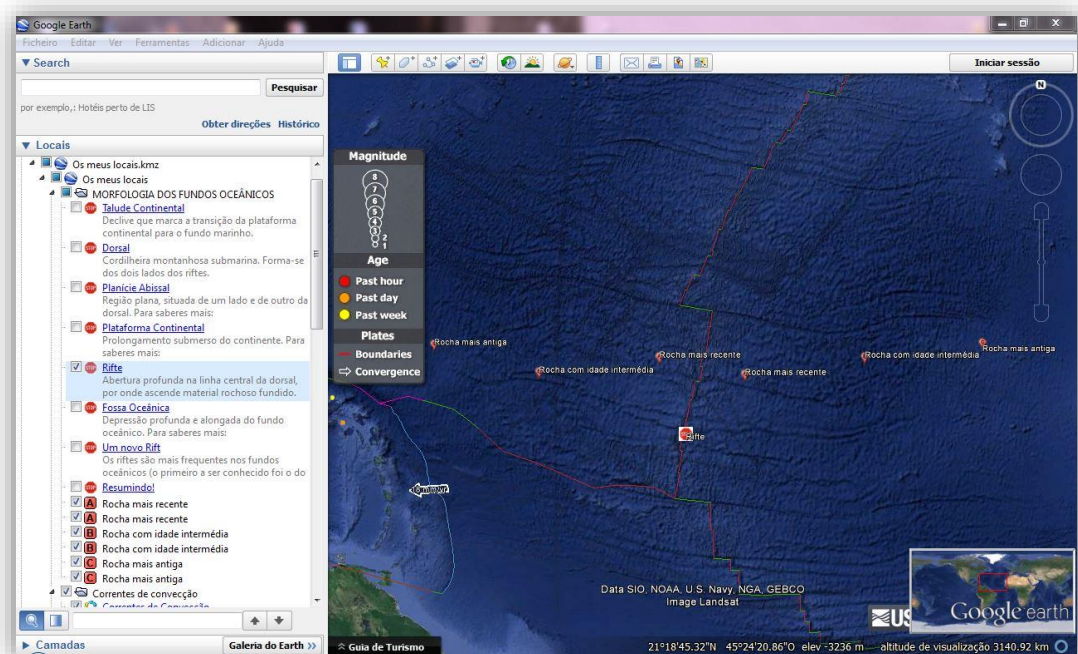 Google Earth
Ficheiro Editar Ver Ferramentas Adicionar Ajuda
Search
Pesquisar
por exemplo,: Hotéis perto de LIS
Obter direções Histórico
Locais
Os meus locais.kmz
Os meus locais
MORFOLOGIA DOS FUNDOS OCEÂNICOS
Talude Continental
Declive que marca a transição da plataforma
continental para o fundo marinho.
Dorsal
Cordilheira montanhosa submarina. Forma-se
dos dois lados dos riftes.
Planície Abissal
Região plana, situada de um lado e de outro da
dorsal. Para saberes mais:
Plataforma Continental
Prolongamento submerso do continente. Para
saberes mais:
Rifte
Abertura profunda na linha central da dorsal,
por onde ascende material rochoso fundido.
Fossa Oceânica
Depressão profunda e alongada do fundo
oceânico. Para saberes mais:
Um novo Rift
Os riftes são mais frequentes nos fundos
oceânicos (o primeiro a ser conhecido foi o do
Resumindo!
A Rocha mais recente
A Rocha mais recente
B Rocha com idade intermédia
B Rocha com idade intermédia
C Rocha mais antiga
C Rocha mais antiga
Correntes de convecção
Correntes de Convecção
Camadas
Galeria do Earth »
Iniciar sessão
N
Magnitude
8
7
6
5
4
3
2
1
Age
Past hour
Past day
Past week
Plates
Boundaries
Convergence
Rocha mais antiga
Rocha com idade intermédia
Rocha mais recente
Rocha mais recente
Rocha com idade intermédia
Rocha mais antiga
Rifte
Data SIO, NOAA, U.S. Navy, NGA, GEBCO
Image Landsat
US
Google earth
Guia de Turismo
21°18'45.32"N 45°24'20.86"O elev -3236 m altitude de visualização 3140.92 km